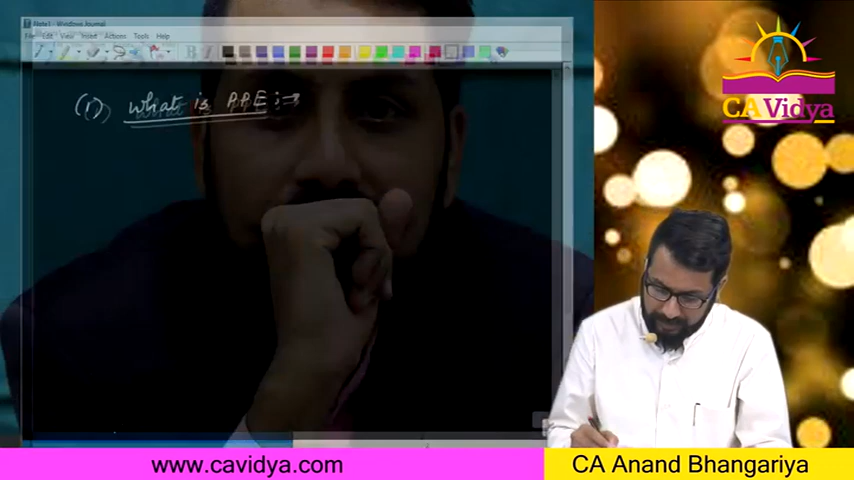 Note1 - Windows Journal
File Edit View Insert Actions Tools Help
B
(1) What is P.P.E :→
CA Vidya
www.cavidya.com
CA Anand Bhangariya